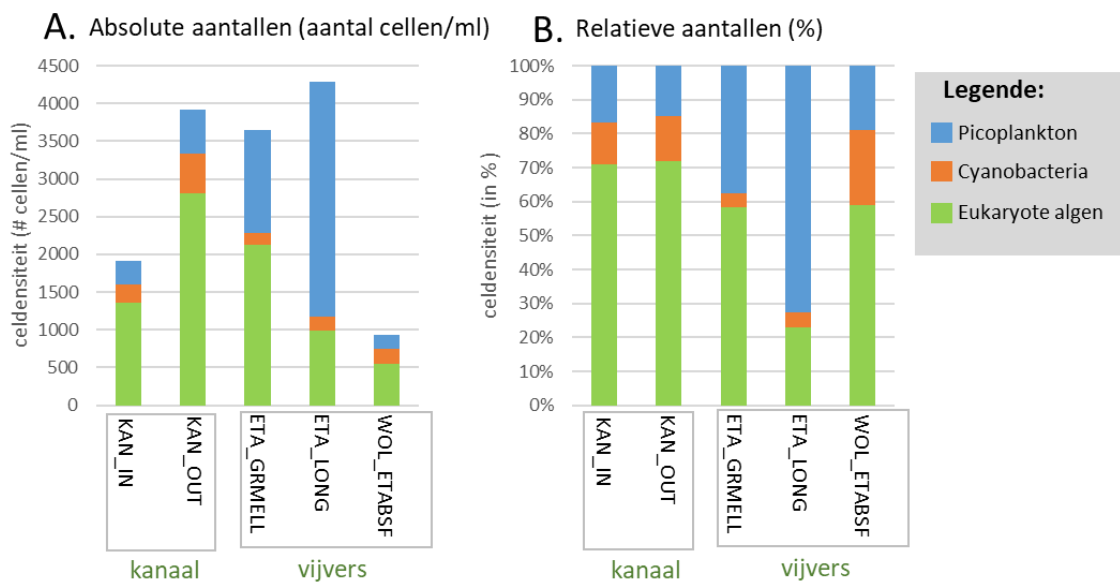 A. Absolute aantallen (aantal cellen/ml)
celdensiteit (# cellen/ml)
4500
4000
3500
3000
2500
2000
1500
1000
500
0
KAN_IN
KAN_OUT
ETA_GRMELL
ETA_LONG
WOL_ETABSF
kanaal
vijvers
B. Relatieve aantallen (%)
celdensiteit (in %)
100%
90%
80%
70%
60%
50%
40%
30%
20%
10%
0%
KAN_IN
KAN_OUT
ETA_GRMELL
ETA_LONG
WOL_ETABSF
kanaal
vijvers
Legende:
Picoplankton
Cyanobacteria
Eukaryote algen